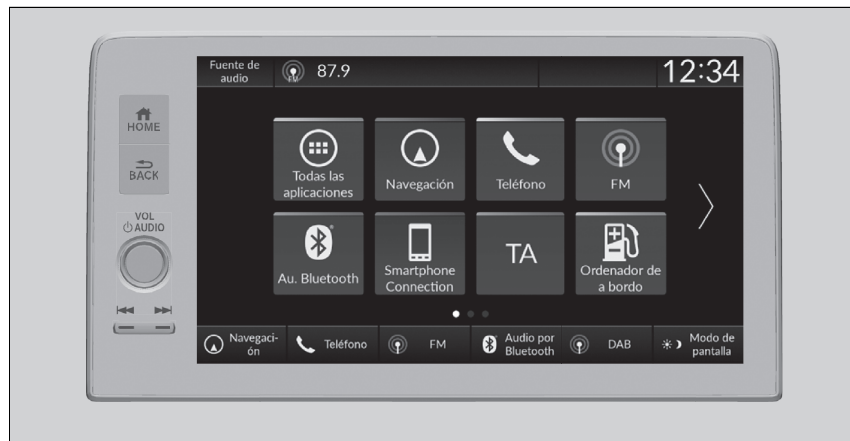 Fuente de
audio
FM
87.9
12:34
HOME
BACK
VOL
AUDIO
Todas las
aplicaciones
Navegación
Teléfono
FM
Au. Bluetooth
Smartphone
Connection
TA
Ordenador de
a bordo
Navegaci-
ón
Teléfono
FM
Audio por
Bluetooth
DAB
Modo de
pantalla